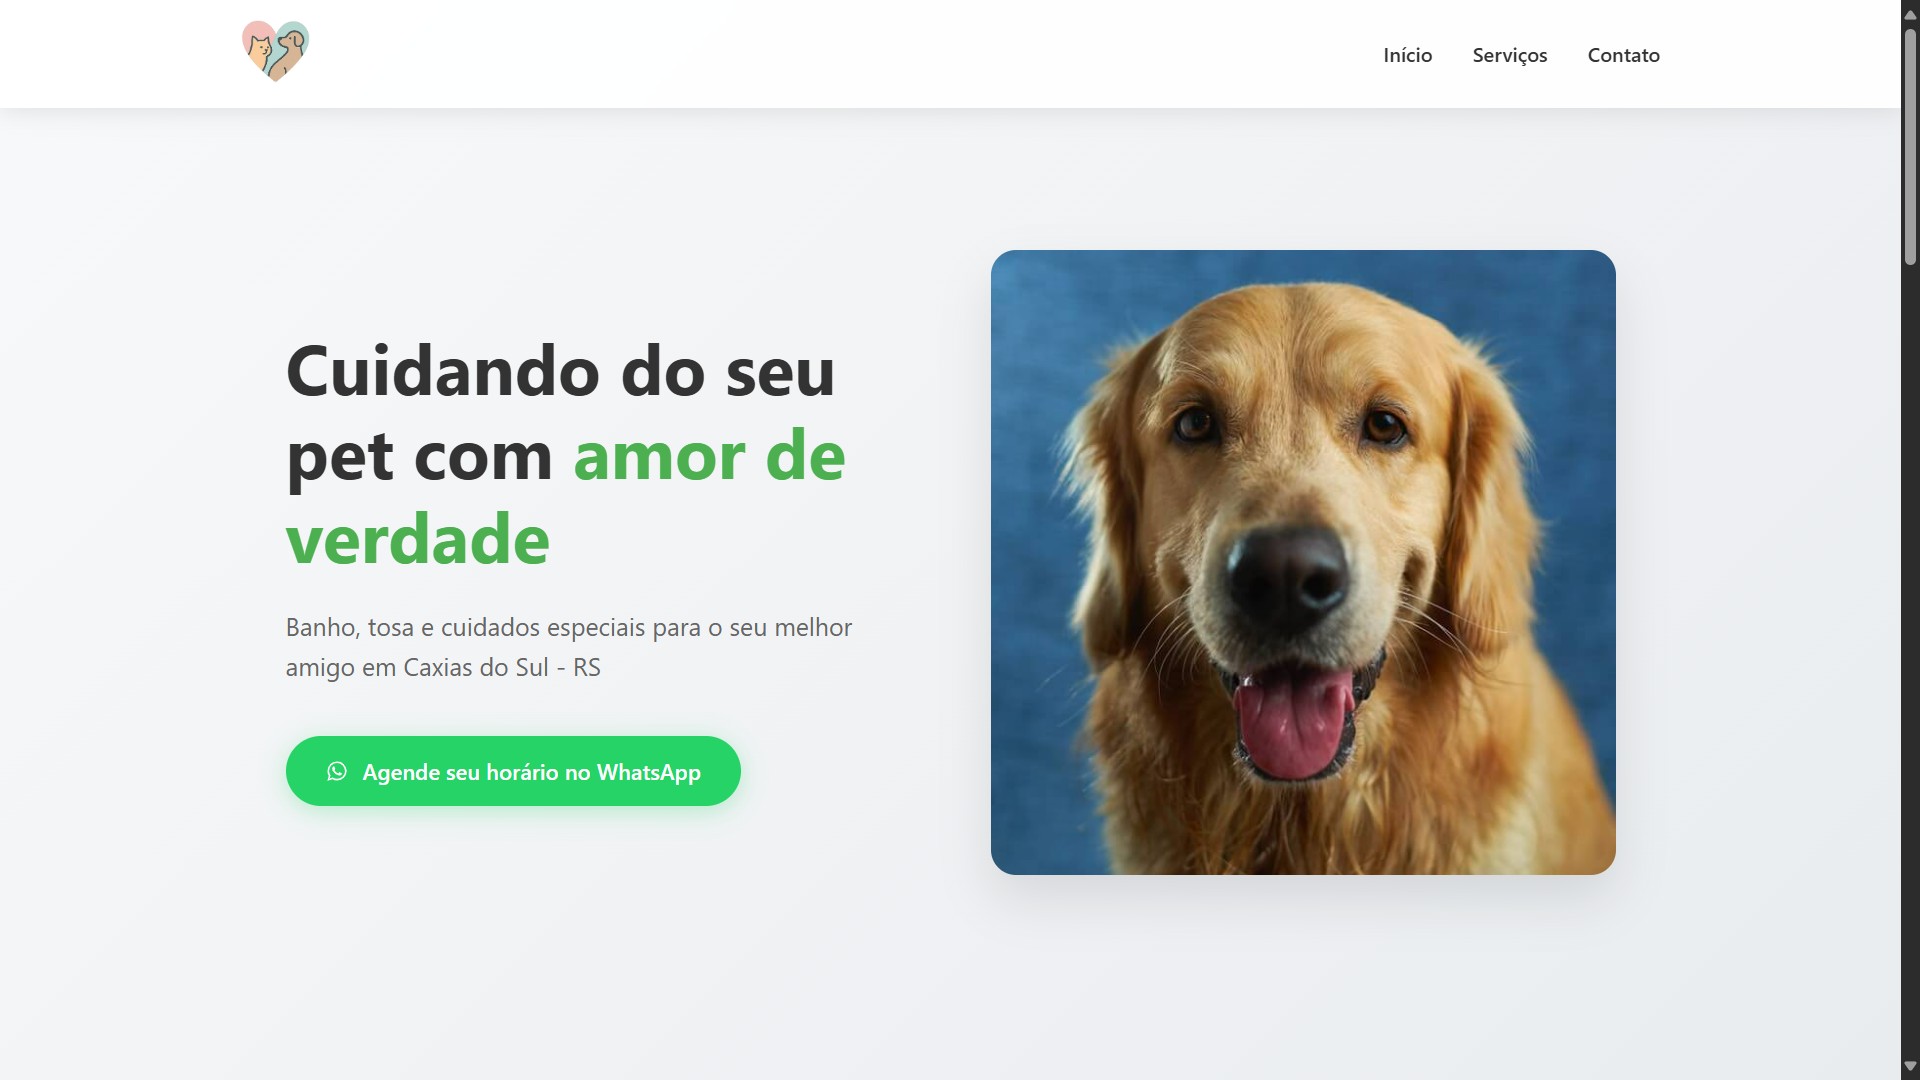 Início
Serviços
Contato
Cuidando do seu
pet com amor de
verdade
Banho, tosa e cuidados especiais para o seu melhor
amigo em Caxias do Sul - RS
Agende seu horário no WhatsApp